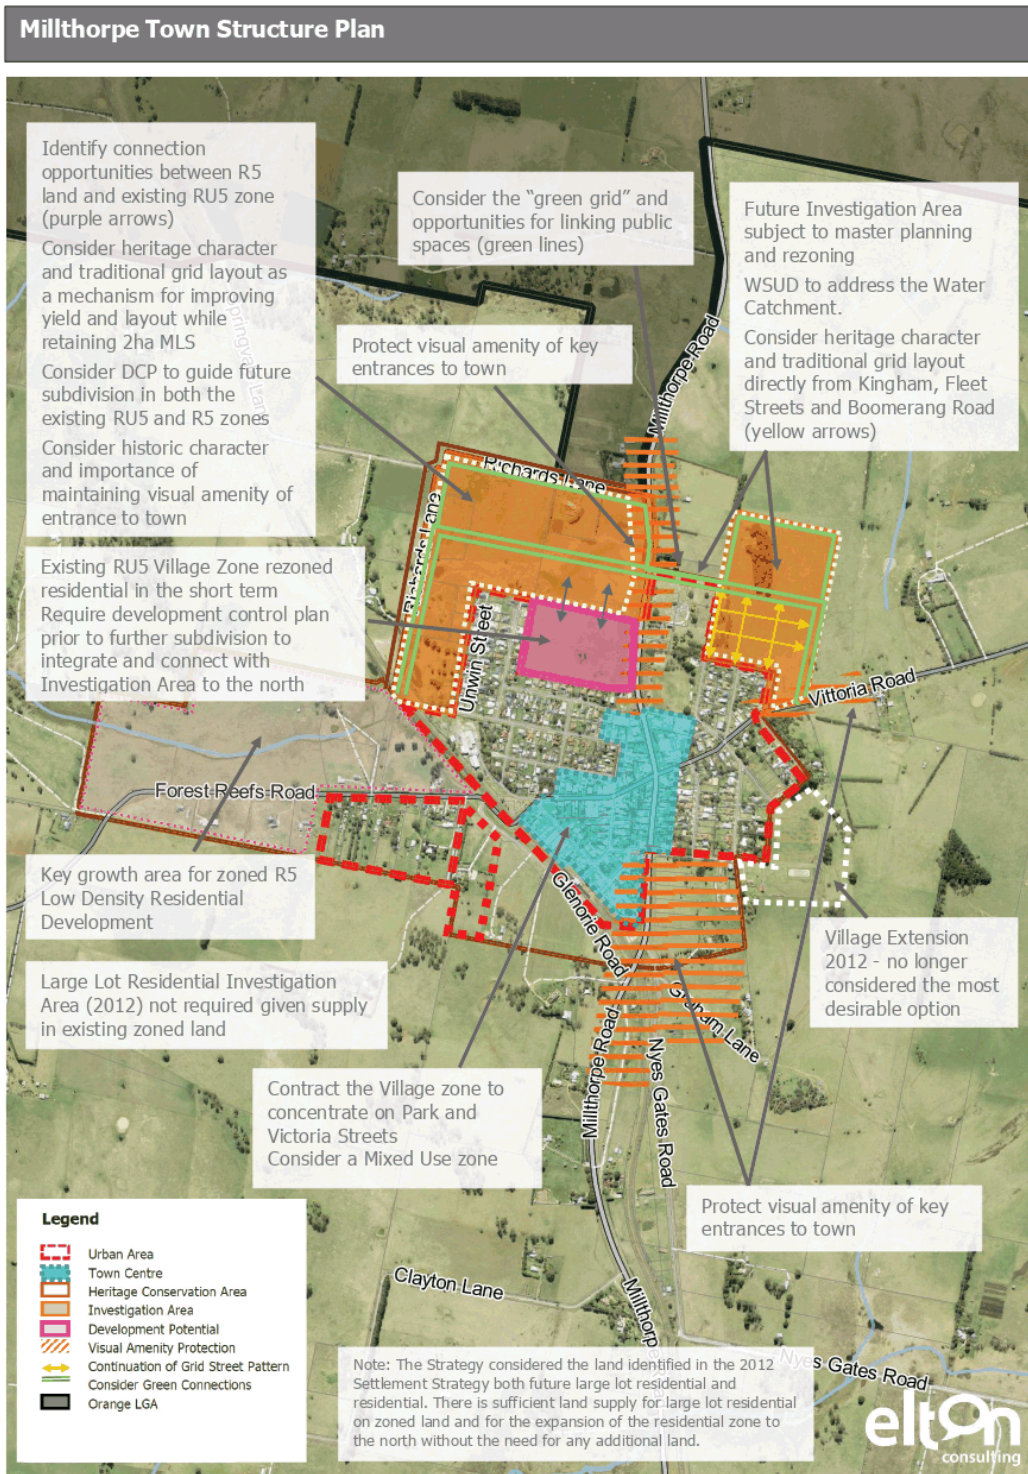 Millthorpe Town Structure Plan
Identify connection
opportunities between R5
land and existing RU5 zone
(purple arrows)
Consider heritage character
and traditional grid layout as
a mechanism for improving
yield and layout while
retaining 2ha MLS
Consider DCP to guide future
subdivision in both the
existing RU5 and R5 zones
Consider historic character
and importance of
maintaining visual amenity of
entrance to town
Consider the “green grid” and
opportunities for linking public
spaces (green lines)
Future Investigation Area
subject to master planning
and rezoning
WSUD to address the Water
Catchment.
Consider heritage character
and traditional grid layout
directly from Kingham, Fleet
Streets and Boomerang Road
(yellow arrows)
Protect visual amenity of key
entrances to town
Millthorpe Road
Richards Lane
Richards Lane
Existing RU5 Village Zone rezoned
residential in the short term
Require development control plan
prior to further subdivision to
integrate and connect with
Investigation Area to the north
Unwin Street
Vittoria Road
Forest Reefs Road
Key growth area for zoned R5
Low Density Residential
Development
Glenorie Road
Village Extension
2012 - no longer
considered the most
desirable option
Large Lot Residential Investigation
Area (2012) not required given supply
in existing zoned land
Graham Lane
Millthorpe Road
Nyes Gates Road
Contract the Village zone to
concentrate on Park and
Victoria Streets
Consider a Mixed Use zone
Protect visual amenity of key
entrances to town
Legend
Urban Area
Town Centre
Heritage Conservation Area
Investigation Area
Development Potential
Visual Amenity Protection
Continuation of Grid Street Pattern
Consider Green Connections
Orange LGA
Clayton Lane
Millthorpe
Nyes Gates Road
Note: The Strategy considered the land identified in the 2012
Settlement Strategy both future large lot residential and
residential. There is sufficient land supply for large lot residential
on zoned land and for the expansion of the residential zone to
the north without the need for any additional land.
elton
consulting